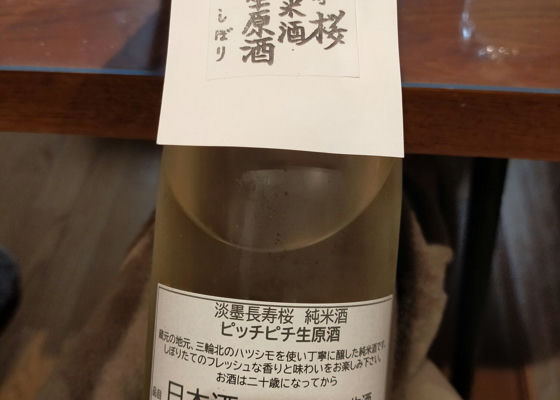 桜
米酒
生原酒
しぼり
淡墨長寿桜 純米酒
ピッチピチ生原酒
蔵元の地元、三輪北のハツシモを使い丁寧に醸した純米酒です。
しぼりたてのフレッシュな香りと味わいをお楽しみ下さい。
お酒は二十歳になってから
品目 日本酒